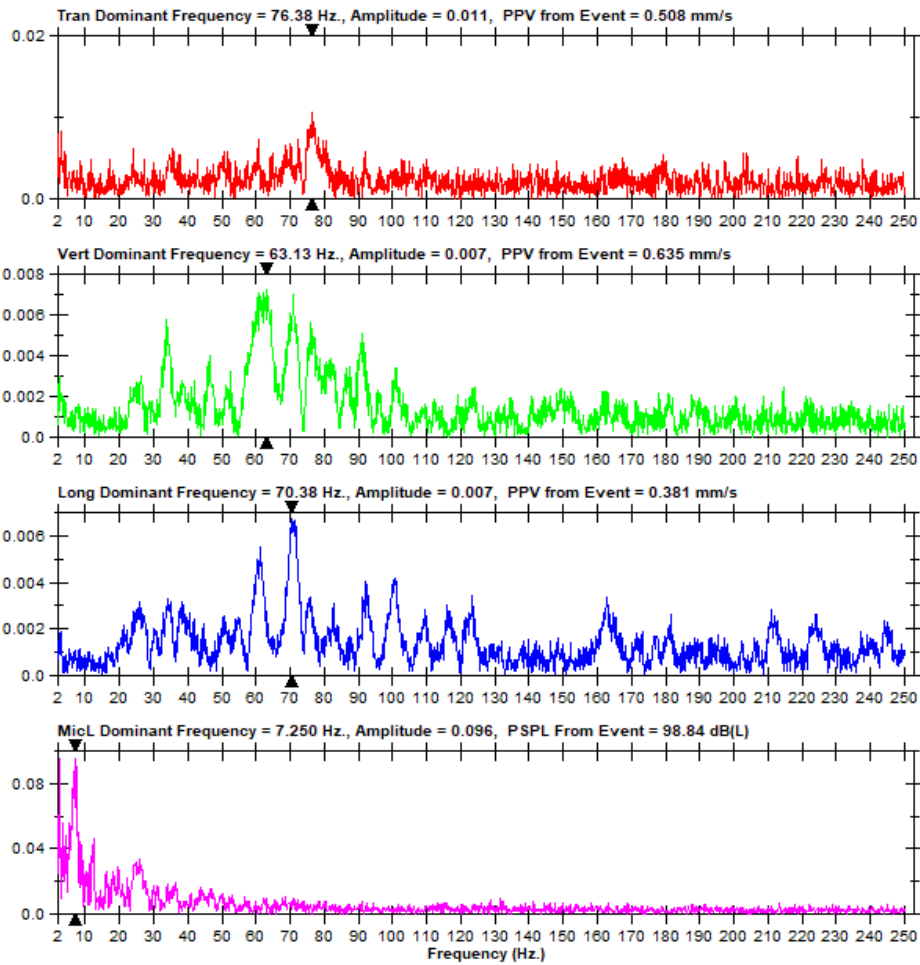 Tran Dominant Frequency = 76.38 Hz., Amplitude = 0.011, PPV from Event = 0.508 mm/s
0.02
0.0
2 10 20 30 40 50 60 70 80 90 100 110 120 130 140 150 160 170 180 190 200 210 220 230 240 250
Vert Dominant Frequency = 63.13 Hz., Amplitude = 0.007, PPV from Event = 0.635 mm/s
0.008
0.006
0.004
0.002
0.0
2 10 20 30 40 50 60 70 80 90 100 110 120 130 140 150 160 170 180 190 200 210 220 230 240 250
Long Dominant Frequency = 70.38 Hz., Amplitude = 0.007, PPV from Event = 0.381 mm/s
0.006
0.004
0.002
0.0
2 10 20 30 40 50 60 70 80 90 100 110 120 130 140 150 160 170 180 190 200 210 220 230 240 250
MicL Dominant Frequency = 7.250 Hz., Amplitude = 0.096, PSPL From Event = 98.84 dB(L)
0.08
0.04
0.0
2 10 20 30 40 50 60 70 80 90 100 110 120 130 140 150 160 170 180 190 200 210 220 230 240 250
Frequency (Hz.)